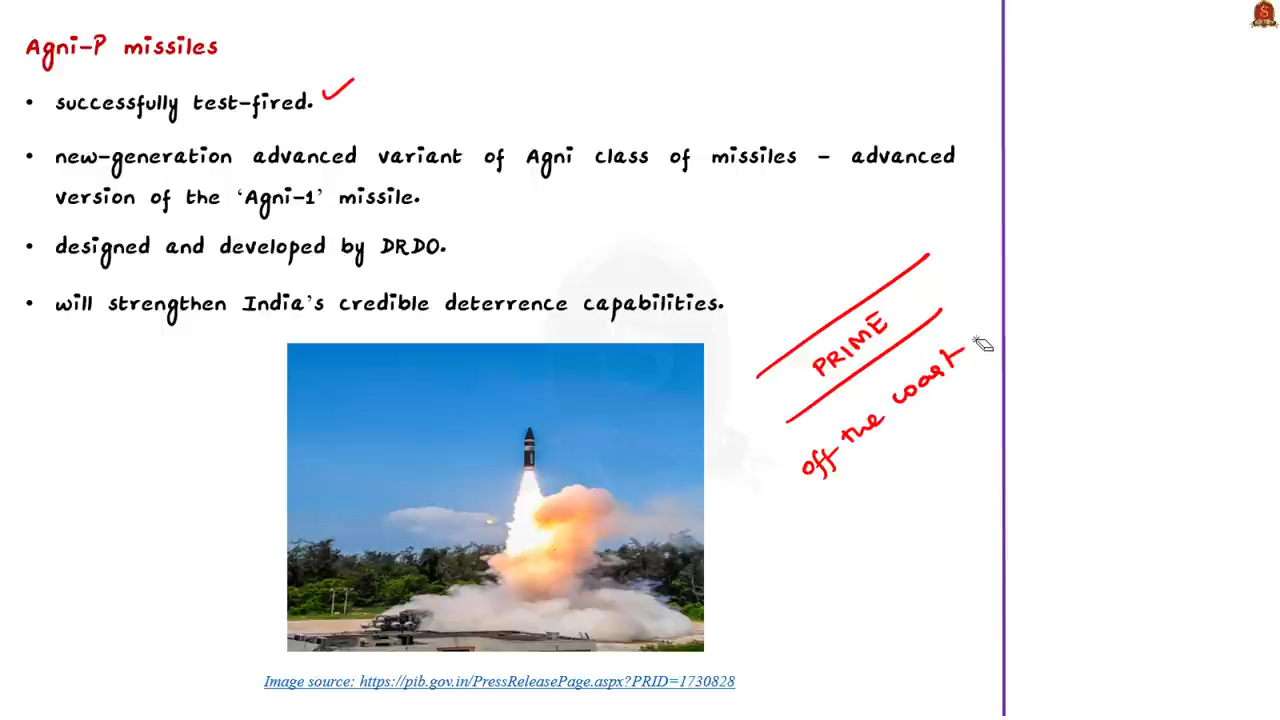 Agni-P missiles
• successfully test-fired.
• new-generation advanced variant of Agni class of missiles – advanced
version of the ‘Agni-1’ missile.
• designed and developed by DRDO.
• will strengthen India’s credible deterrence capabilities.
PRIME
off the coast
Image source: https://pib.gov.in/PressReleasePage.aspx?PRID=1730828